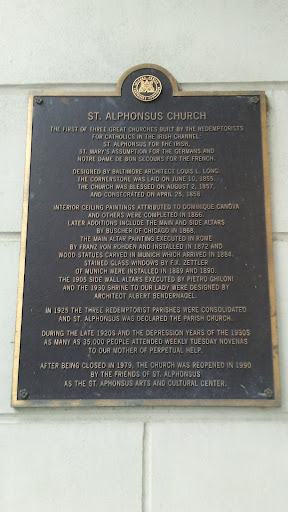 ST. ALPHONSUS CHURCH
THE FIRST OF THREE GREAT CHURCHES BUILT BY THE REDEMPTORISTS
FOR CATHOLICS IN THE IRISH CHANNEL:
ST. ALPHONSUS FOR THE IRISH,
ST. MARY'S ASSUMPTION FOR THE GERMANS AND
NOTRE DAME DE BON SECOURS FOR THE FRENCH.
DESIGNED BY BALTIMORE ARCHITECT LOUIS L. LONG.
THE CORNERSTONE WAS LAID ON JUNE 10, 1855.
THE CHURCH WAS BLESSED ON AUGUST 2, 1857,
AND CONSECRATED ON APRIL 25, 1858.
INTERIOR CEILING PAINTINGS ATTRIBUTED TO DOMINIQUE CANOVA
AND OTHERS WERE COMPLETED IN 1866.
LATER ADDITIONS INCLUDE THE MAIN AND SIDE ALTARS
BY BUSCHER OF CHICAGO IN 1868.
THE MAIN ALTAR PAINTING EXECUTED IN ROME
BY FRANZ VON ROHDEN AND INSTALLED IN 1872 AND
WOOD STATUES CARVED IN MUNICH WHICH ARRIVED IN 1884.
STAINED GLASS WINDOWS BY F.X. ZETTLER
OF MUNICH WERE INSTALLED IN 1889 AND 1890.
THE 1905 SIDE WALL ALTARS EXECUTED BY PIETRO GHILONI
AND THE 1930 SHRINE TO OUR LADY WERE DESIGNED BY
ARCHITECT ALBERT BENDERNAGEL.
IN 1925 THE THREE REDEMPTORIST PARISHES WERE CONSOLIDATED
AND ST. ALPHONSUS WAS DECLARED THE PARISH CHURCH.
DURING THE LATE 1920S AND THE DEPRESSION YEARS OF THE 1930S
AS MANY AS 35,000 PEOPLE ATTENDED WEEKLY TUESDAY NOVENAS
TO OUR MOTHER OF PERPETUAL HELP.
AFTER BEING CLOSED IN 1979, THE CHURCH WAS REOPENED IN 1990
BY THE FRIENDS OF ST. ALPHONSUS
AS THE ST. APHONSUS ARTS AND CULTURAL CENTER.